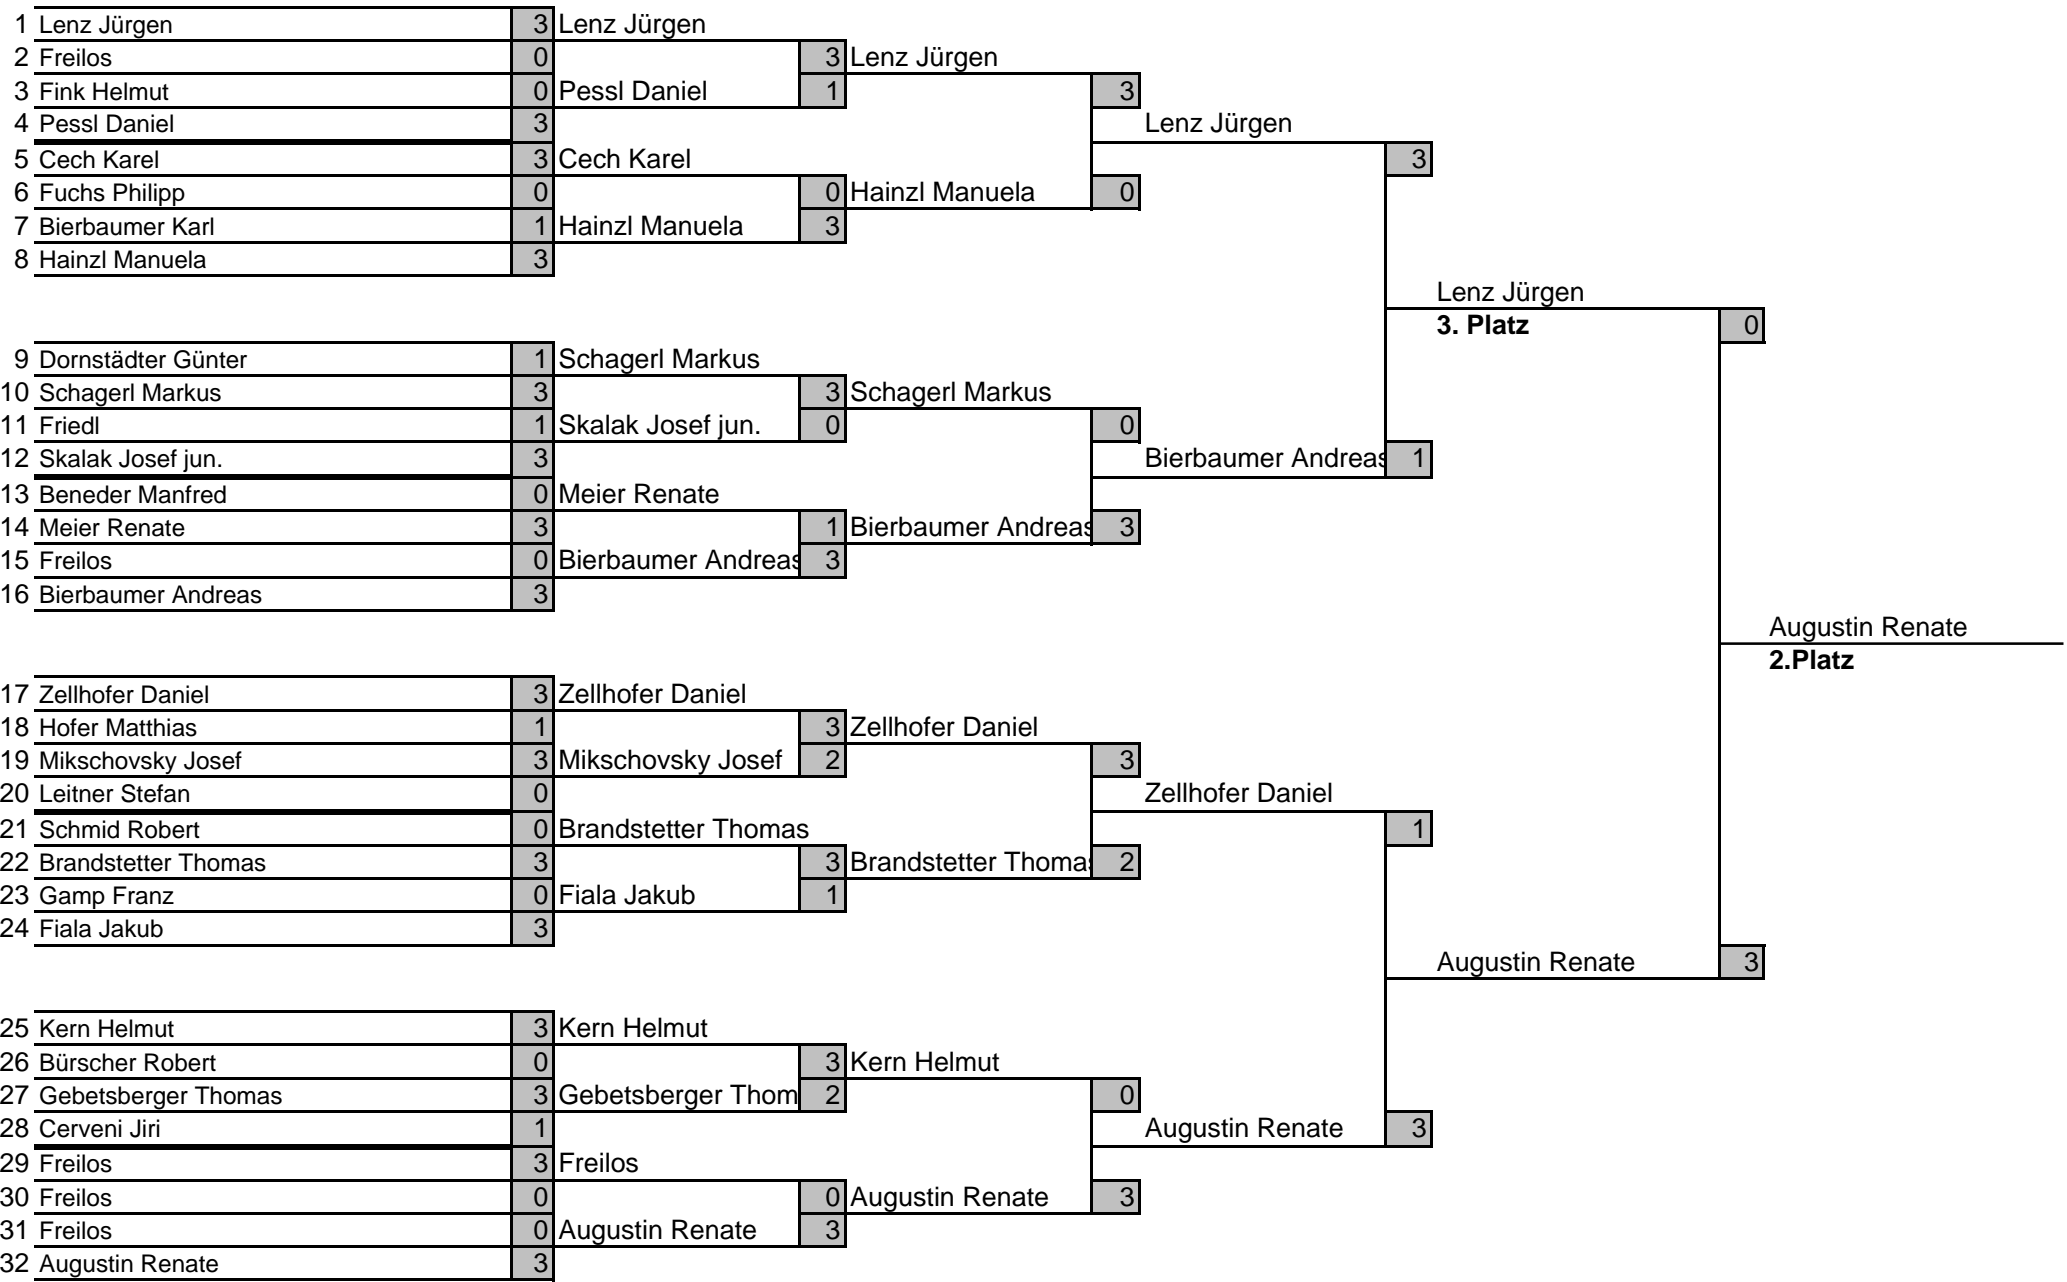 1 Lenz Jürgen 3 Lenz Jürgen
2 Freilos 0 3 Lenz Jürgen
3 Fink Helmut 0 Pessl Daniel 1 3
4 Pessl Daniel 3 Lenz Jürgen
5 Cech Karel 3 Cech Karel 3
6 Fuchs Philipp 0 0 Hainzl Manuela 0
7 Bierbaumer Karl 1 Hainzl Manuela 3
8 Hainzl Manuela 3
Lenz Jürgen
3. Platz 0
9 Dornstädter Günter 1 Schagerl Markus
10 Schagerl Markus 3 3 Schagerl Markus
11 Friedl 1 Skalak Josef jun. 0 0
12 Skalak Josef jun. 3 Bierbaumer Andreas 1
13 Beneder Manfred 0 Meier Renate
14 Meier Renate 3 1 Bierbaumer Andreas 3
15 Freilos 0 Bierbaumer Andreas 3
16 Bierbaumer Andreas 3
Augustin Renate
2.Platz
17 Zellhofer Daniel 3 Zellhofer Daniel
18 Hofer Matthias 1 3 Zellhofer Daniel
19 Mikschovsky Josef 3 Mikschovsky Josef 2 3
20 Leitner Stefan 0 Zellhofer Daniel
21 Schmid Robert 0 Brandstetter Thomas 1
22 Brandstetter Thomas 3 3 Brandstetter Thomas 2
23 Gamp Franz 0 Fiala Jakub 1
24 Fiala Jakub 3
Augustin Renate 3
25 Kern Helmut 3 Kern Helmut
26 Bürscher Robert 0 3 Kern Helmut
27 Gebetsberger Thomas 3 Gebetsberger Thom 2 0
28 Cerveni Jiri 1 Augustin Renate 3
29 Freilos 3 Freilos
30 Freilos 0 0 Augustin Renate 3
31 Freilos 0 Augustin Renate 3
32 Augustin Renate 3